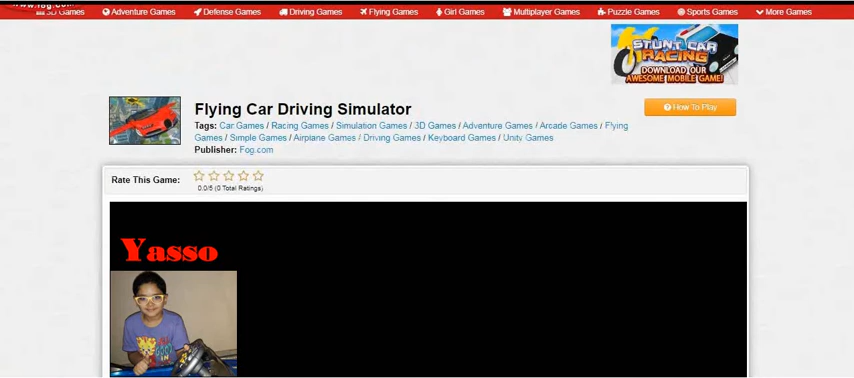 www.fog.com
3D Games Adventure Games Defense Games Driving Games Flying Games Girl Games Multiplayer Games Puzzle Games Sports Games More Games
STUNT CAR
RACING
DOWNLOAD OUR
AWESOME MOBILE GAME!
Flying Car Driving Simulator
How To Play
Tags: Car Games / Racing Games / Simulation Games / 3D Games / Adventure Games / Arcade Games / Flying
Games / Simple Games / Airplane Games / Driving Games / Keyboard Games / Unity Games
Publisher: Fog.com
Rate This Game:
0.0/5 (0 Total Ratings)
Yasso